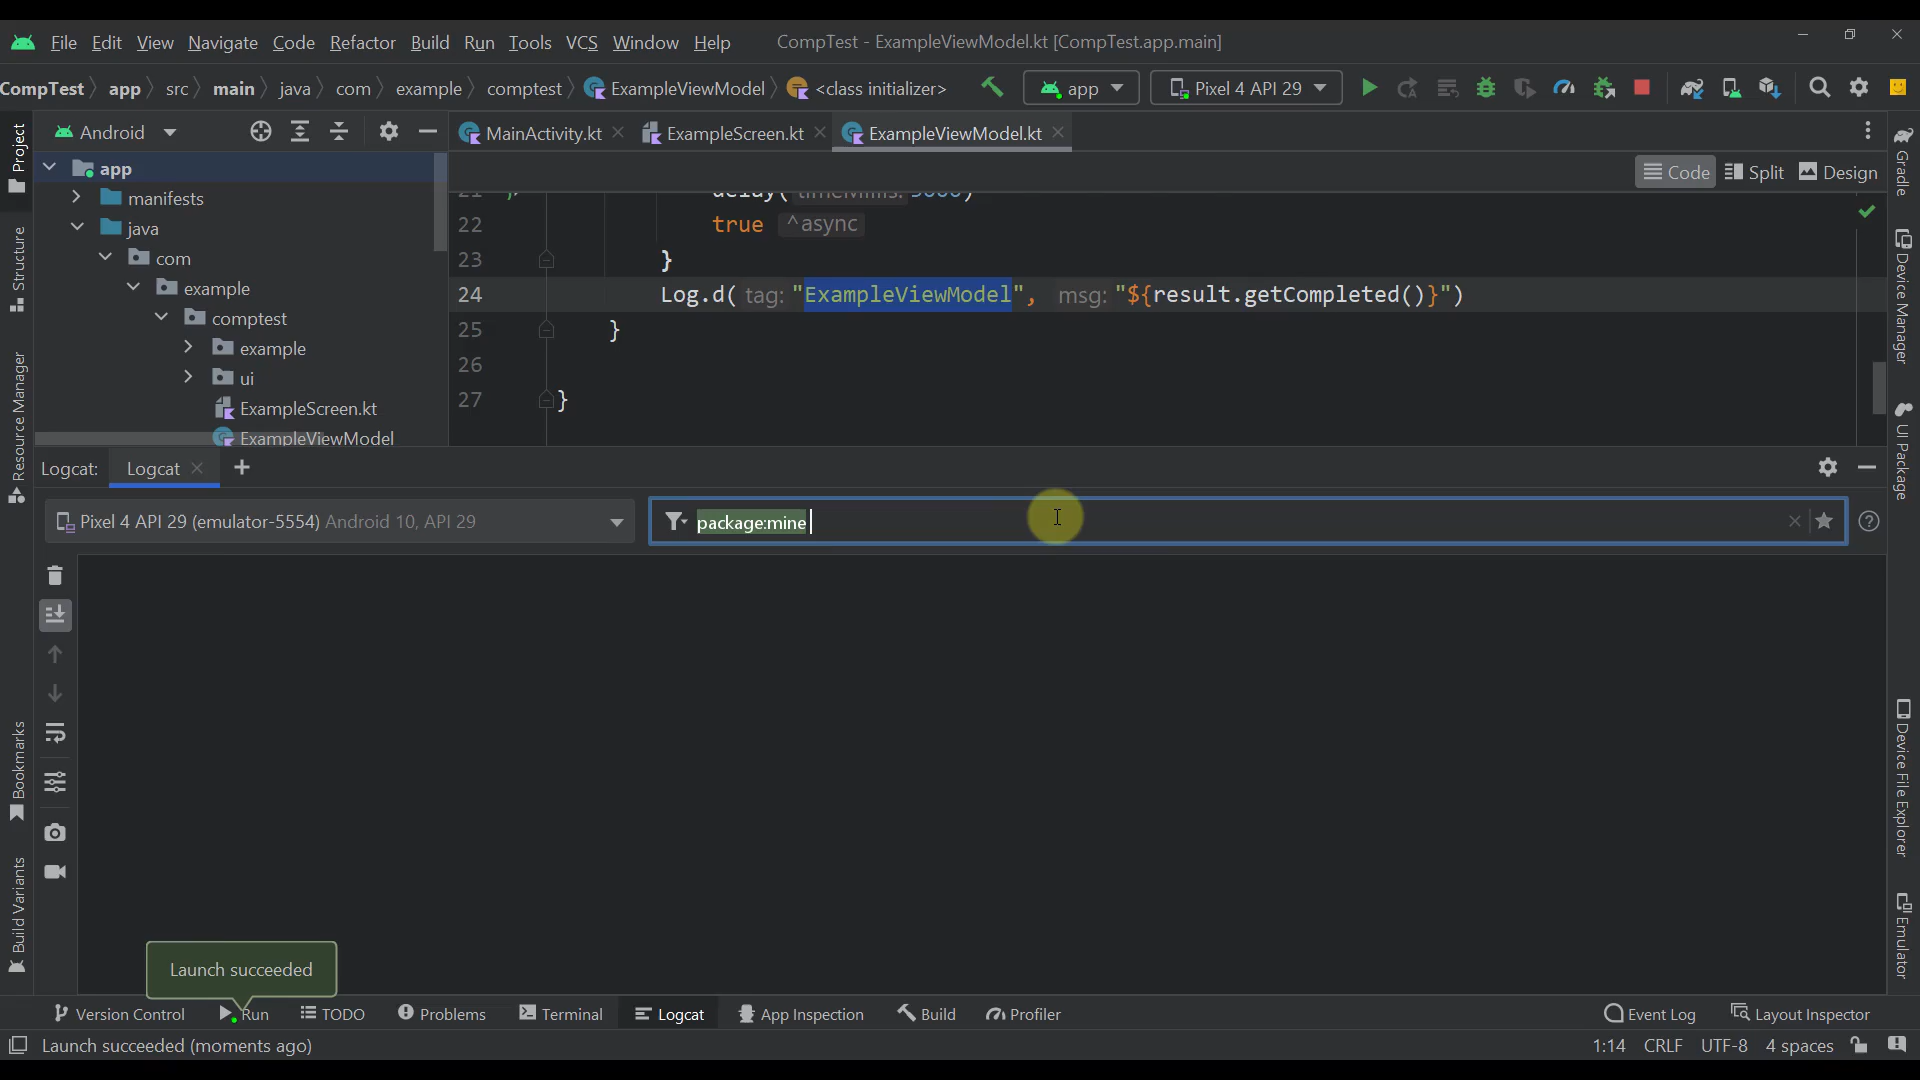 File Edit View Navigate Code Refactor Build Run Tools VCS Window Help CompTest - ExampleViewModel.kt [CompTest.app.main]
CompTest app src main java com example comptest ExampleViewModel <class initializer> app Pixel 4 API 29
Project
Structure
Resource Manager
Bookmarks
Build Variants
Android
app
manifests
java
com
example
comptest
example
ui
ExampleScreen.kt
ExampleViewModel
MainActivity.kt ExampleScreen.kt ExampleViewModel.kt
Code Split Design
21 delay( timeMillis: 5000)
22 true ^async
23 }
24 Log.d( tag: "ExampleViewModel", msg: "${result.getCompleted()}")
25 }
26
27 }
Gradle
Device Manager
UI Package
Device File Explorer
Emulator
Logcat: Logcat
Pixel 4 API 29 (emulator-5554) Android 10, API 29
package:mine
Launch succeeded
Version Control Run TODO Problems Terminal Logcat App Inspection Build Profiler Event Log Layout Inspector
Launch succeeded (moments ago) 1:14 CRLF UTF-8 4 spaces